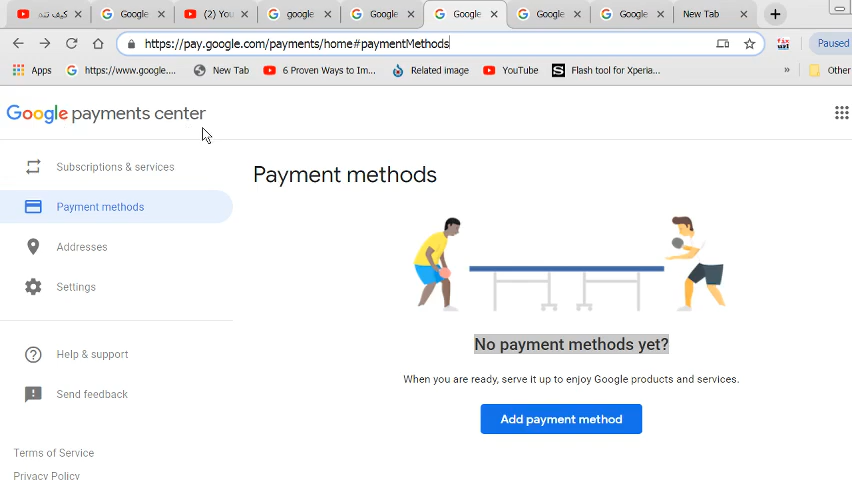 كيف تتم
Google
(2) You
google
Google
Google
Google
Google
New Tab
https://pay.google.com/payments/home#paymentMethods
fix
url
Paused
Apps
https://www.google....
New Tab
6 Proven Ways to Im...
Related image
YouTube
S
Flash tool for Xperia...
»
Other
Google payments center
Subscriptions & services
Payment methods
Addresses
Settings
Help & support
Send feedback
Terms of Service
Privacy Policy
Payment methods
No payment methods yet?
When you are ready, serve it up to enjoy Google products and services.
Add payment method